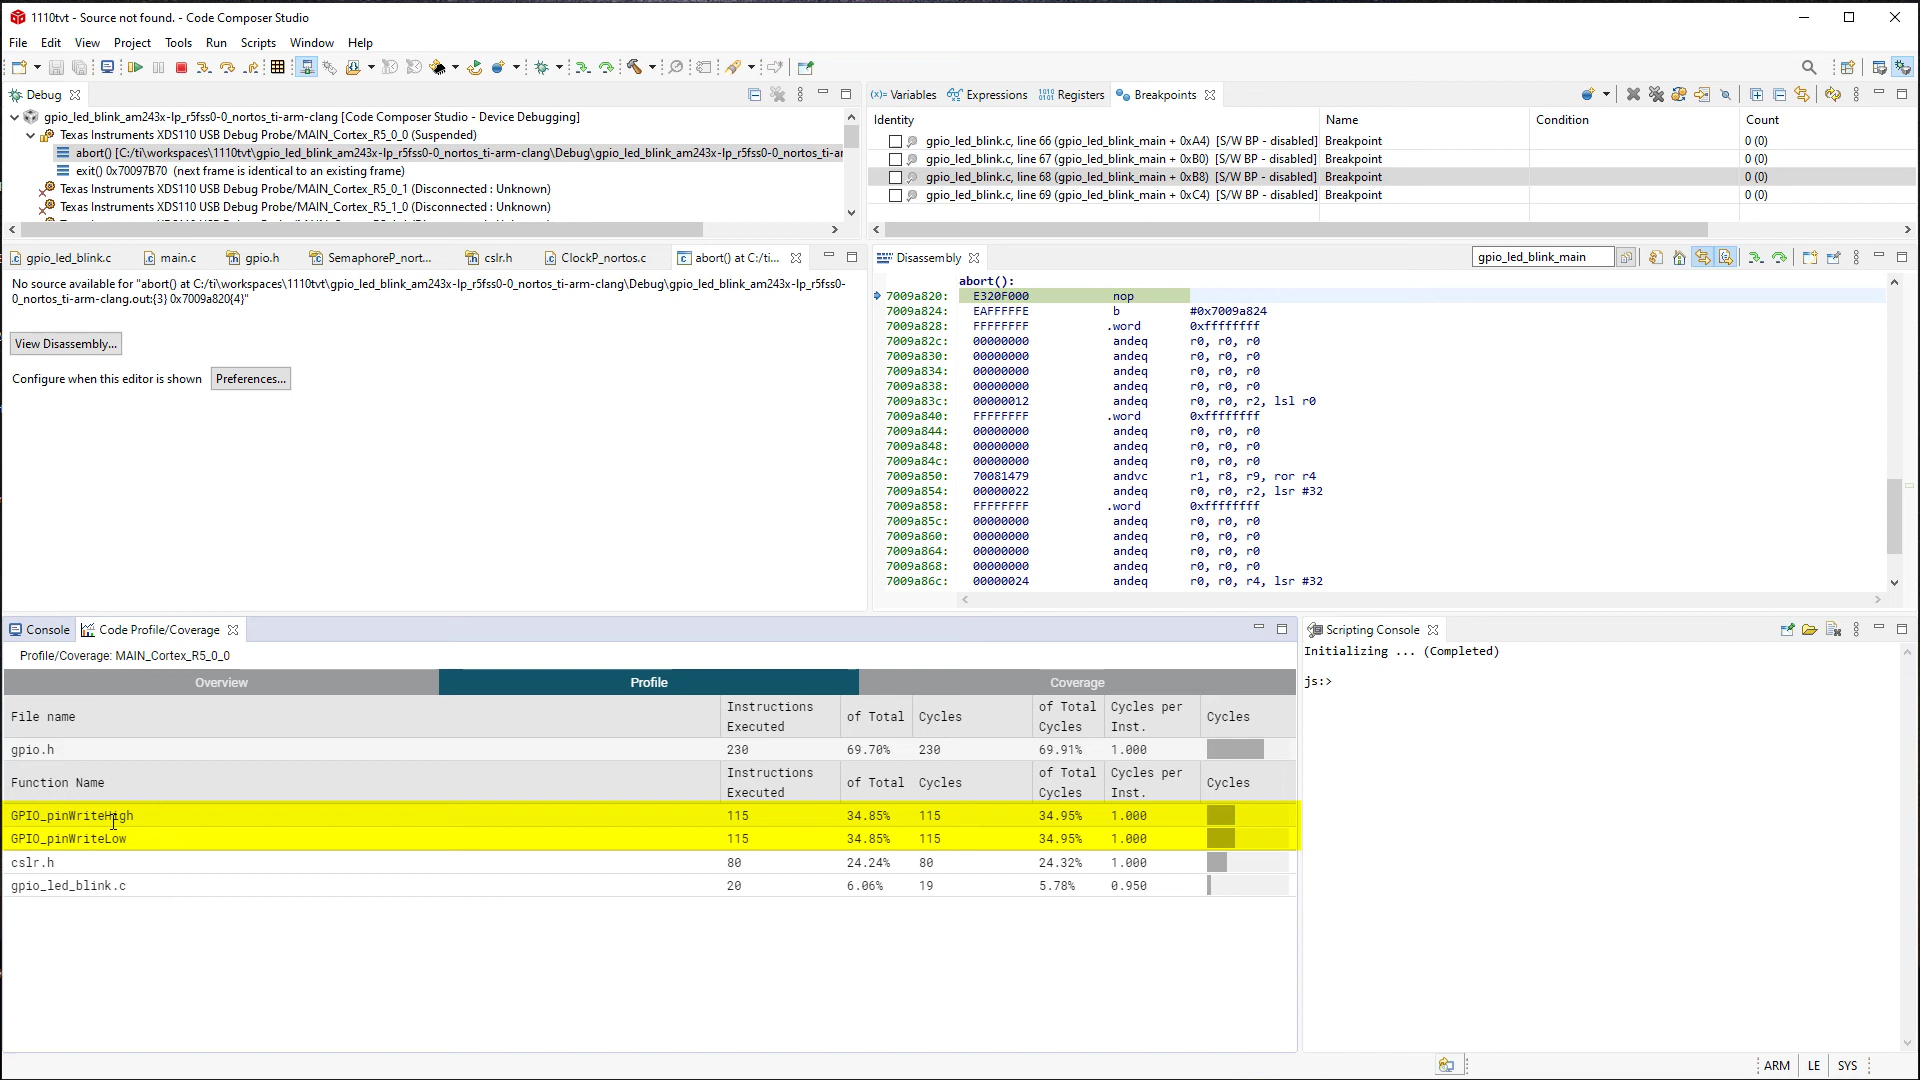 1110tvt - Source not found. - Code Composer Studio
File Edit View Project Tools Run Scripts Window Help
Debug
gpio_led_blink_am243x-lp_r5fss0-0_nortos_ti-arm-clang [Code Composer Studio - Device Debugging]
Texas Instruments XDS110 USB Debug Probe/MAIN_Cortex_R5_0_0 (Suspended)
abort() [C:/ti\workspaces\1110tvt\gpio_led_blink_am243x-lp_r5fss0-0_nortos_ti-arm-clang\Debug\gpio_led_blink_am243x-lp_r5fss0-0_nortos_ti-ar
exit() 0x70097B70 (next frame is identical to an existing frame)
Texas Instruments XDS110 USB Debug Probe/MAIN_Cortex_R5_0_1 (Disconnected : Unknown)
Texas Instruments XDS110 USB Debug Probe/MAIN_Cortex_R5_1_0 (Disconnected : Unknown)
(x)= Variables Expressions 1010 0101 Registers Breakpoints
Identity Name Condition Count
gpio_led_blink.c, line 66 (gpio_led_blink_main + 0xA4) [S/W BP - disabled] Breakpoint 0 (0)
gpio_led_blink.c, line 67 (gpio_led_blink_main + 0xB0) [S/W BP - disabled] Breakpoint 0 (0)
gpio_led_blink.c, line 68 (gpio_led_blink_main + 0xB8) [S/W BP - disabled] Breakpoint 0 (0)
gpio_led_blink.c, line 69 (gpio_led_blink_main + 0xC4) [S/W BP - disabled] Breakpoint 0 (0)
gpio_led_blink.c main.c gpio.h SemaphoreP_nort... cslr.h ClockP_nortos.c abort() at C:/ti...
No source available for "abort() at C:/ti\workspaces\1110tvt\gpio_led_blink_am243x-lp_r5fss0-0_nortos_ti-arm-clang\Debug\gpio_led_blink_am243x-lp_r5fss0-
0_nortos_ti-arm-clang.out:{3} 0x7009a820{4}"
View Disassembly...
Configure when this editor is shown Preferences...
Disassembly gpio_led_blink_main
abort():
7009a820: E320F000 nop
7009a824: EAFFFFFE b #0x7009a824
7009a828: FFFFFFFF .word 0xffffffff
7009a82c: 00000000 andeq r0, r0, r0
7009a830: 00000000 andeq r0, r0, r0
7009a834: 00000000 andeq r0, r0, r0
7009a838: 00000000 andeq r0, r0, r0
7009a83c: 00000012 andeq r0, r0, r2, lsl r0
7009a840: FFFFFFFF .word 0xffffffff
7009a844: 00000000 andeq r0, r0, r0
7009a848: 00000000 andeq r0, r0, r0
7009a84c: 00000000 andeq r0, r0, r0
7009a850: 70081479 andvc r1, r8, r9, ror r4
7009a854: 00000022 andeq r0, r0, r2, lsr #32
7009a858: FFFFFFFF .word 0xffffffff
7009a85c: 00000000 andeq r0, r0, r0
7009a860: 00000000 andeq r0, r0, r0
7009a864: 00000000 andeq r0, r0, r0
7009a868: 00000000 andeq r0, r0, r0
7009a86c: 00000024 andeq r0, r0, r4, lsr #32
Console Code Profile/Coverage
Profile/Coverage: MAIN_Cortex_R5_0_0
Overview Profile Coverage
File name Instructions Executed of Total Cycles of Total Cycles Cycles per Inst. Cycles
gpio.h 230 69.70% 230 69.91% 1.000
Function Name Instructions Executed of Total Cycles of Total Cycles Cycles per Inst. Cycles
GPIO_pinWriteHigh 115 34.85% 115 34.95% 1.000
GPIO_pinWriteLow 115 34.85% 115 34.95% 1.000
cslr.h 80 24.24% 80 24.32% 1.000
gpio_led_blink.c 20 6.06% 19 5.78% 0.950
Scripting Console
Initializing ... (Completed)
js:>
ARM LE SYS